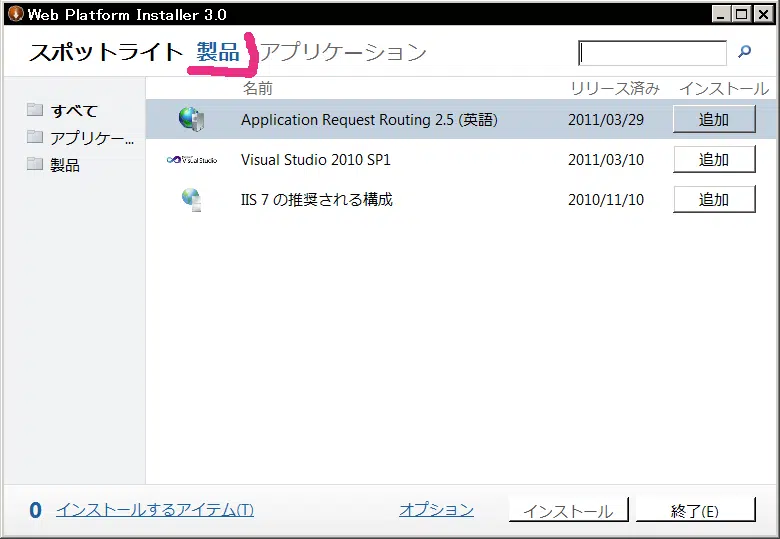 Web Platform Installer 3.0
スポットライト 製品 アプリケーション
名前 リリース済み インストール
すべて
アプリケー...
製品
Application Request Routing 2.5 (英語) 2011/03/29 追加
Visual Studio Visual Studio 2010 SP1 2011/03/10 追加
IIS 7 の推奨される構成 2010/11/10 追加
0 インストールするアイテム(T) オプション インストール 終了(E)